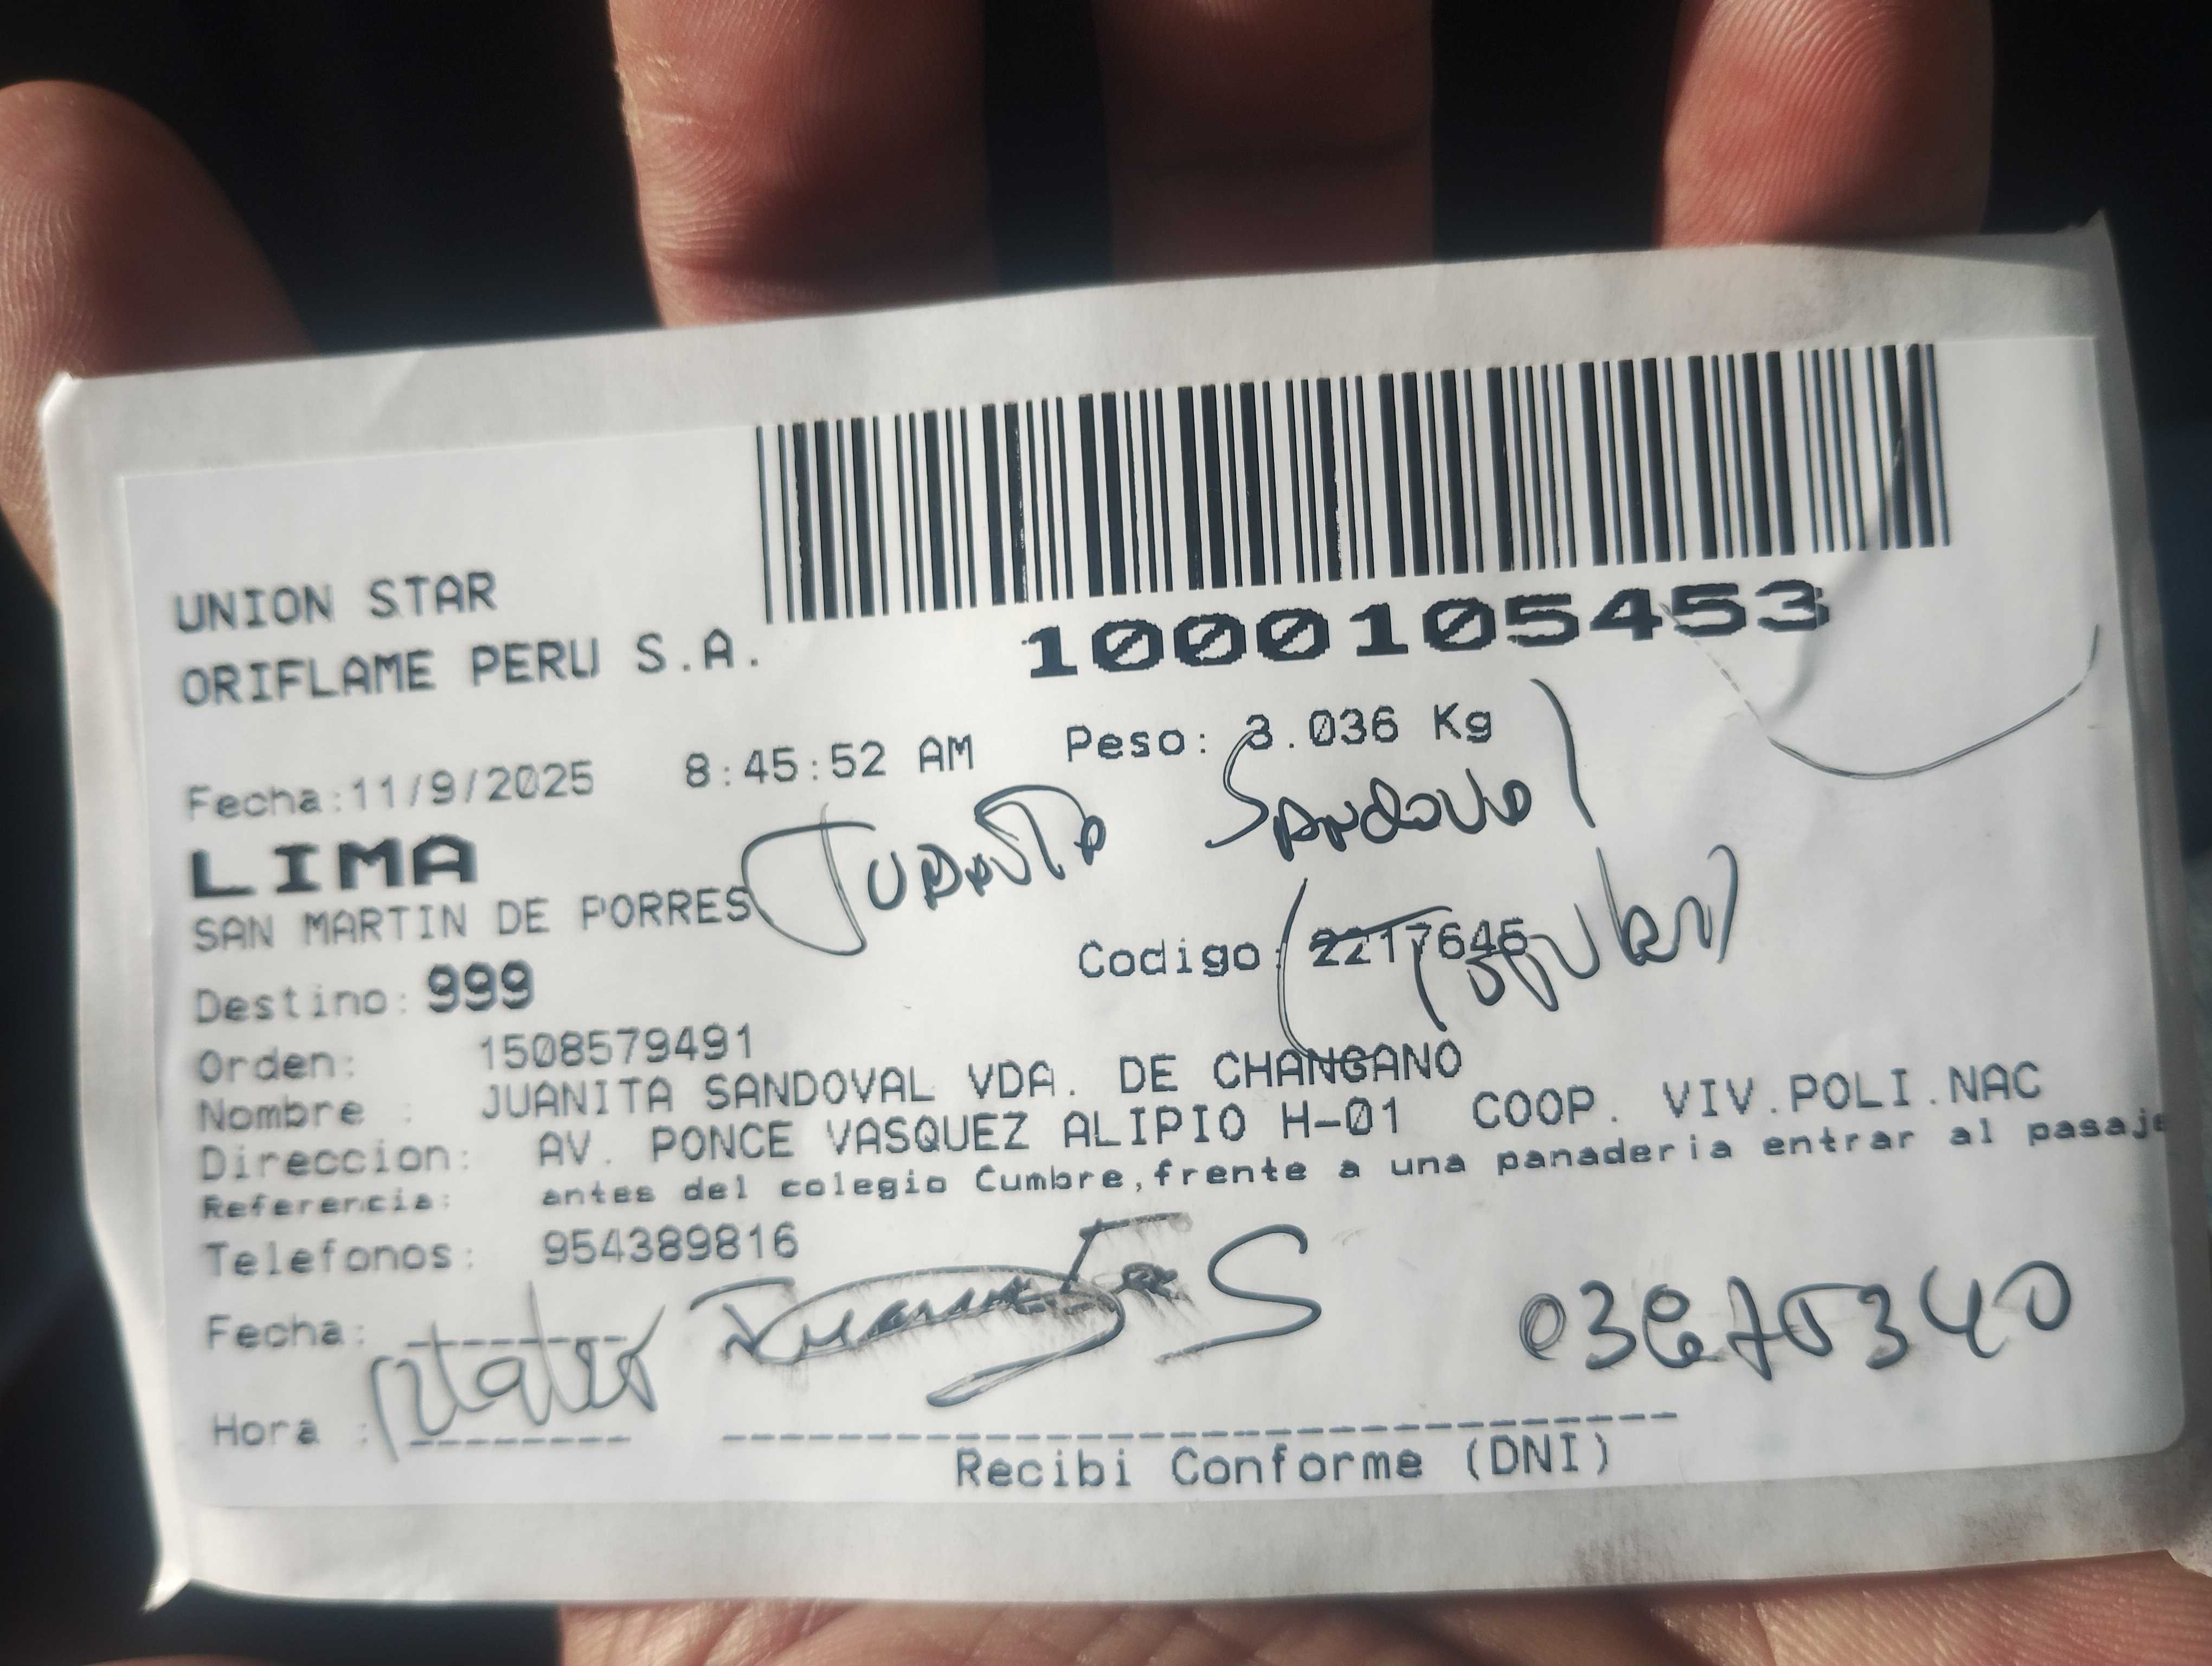 UNION STAR
ORIFLAME PERU S.A.
1000105453
Fecha:11/9/2025 8:45:52 AM Peso: 3.036 Kg
LIMA
Juanita Sandoval
SAN MARTIN DE PORRES
Codigo: 2217646
(Titular)
Destino: 999
Orden: 1508579491
Nombre : JUANITA SANDOVAL VDA. DE CHANGANO
Direccion: AV. PONCE VASQUEZ ALIPIO H-01 COOP. VIV.POLI.NAC
Referencia: antes del colegio Cumbre,frente a una panaderia entrar al pasaje
Telefonos: 954389816
Fecha:
Juanita S
Hora :
Recibi Conforme (DNI)